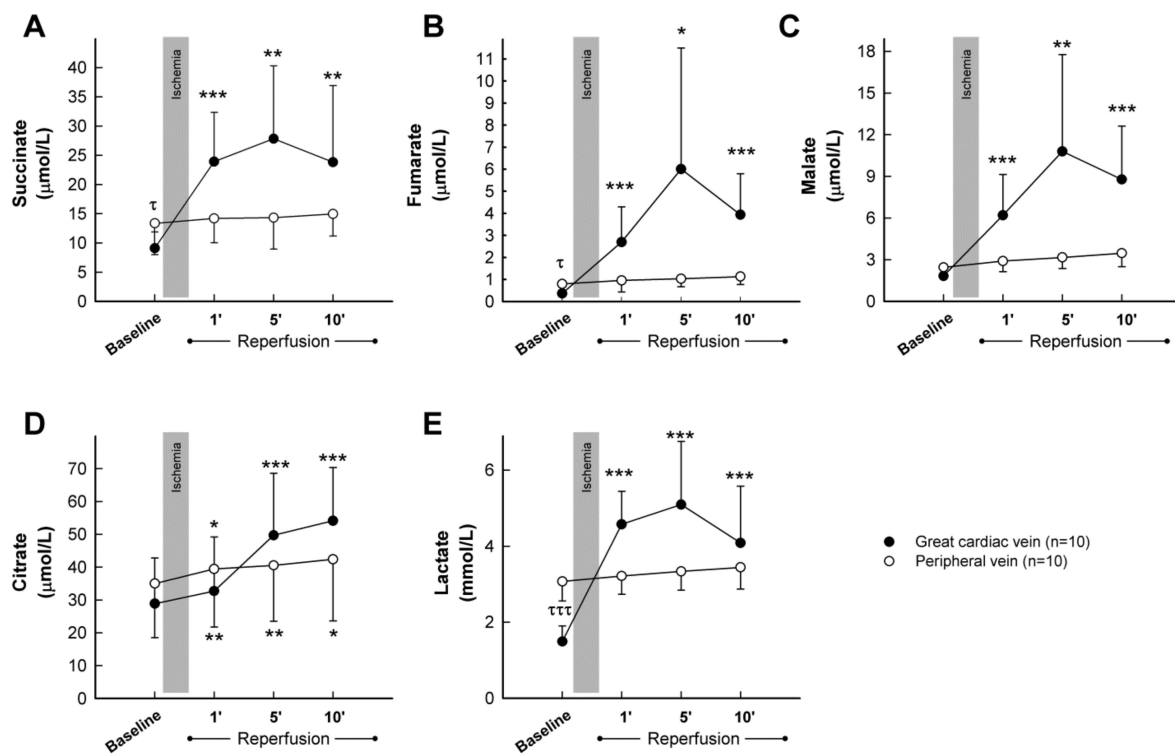 A
Succinate
(μmol/L)
45
40
35
30
25
20
15
10
5
0
Ischemia
τ
***
**
**
Baseline
1'
5'
10'
Reperfusion
B
Fumarate
(μmol/L)
11
10
9
8
7
6
5
4
3
2
1
0
Ischemia
τ
***
*
***
Baseline
1'
5'
10'
Reperfusion
C
Malate
(μmol/L)
18
15
12
9
6
3
0
Ischemia
***
**
***
Baseline
1'
5'
10'
Reperfusion
D
Citrate
(μmol/L)
70
60
50
40
30
20
10
0
Ischemia
*
***
***
**
**
*
Baseline
1'
5'
10'
Reperfusion
E
Lactate
(mmol/L)
6
4
2
0
Ischemia
τττ
***
***
***
Baseline
1'
5'
10'
Reperfusion
Great cardiac vein (n=10)
Peripheral vein (n=10)